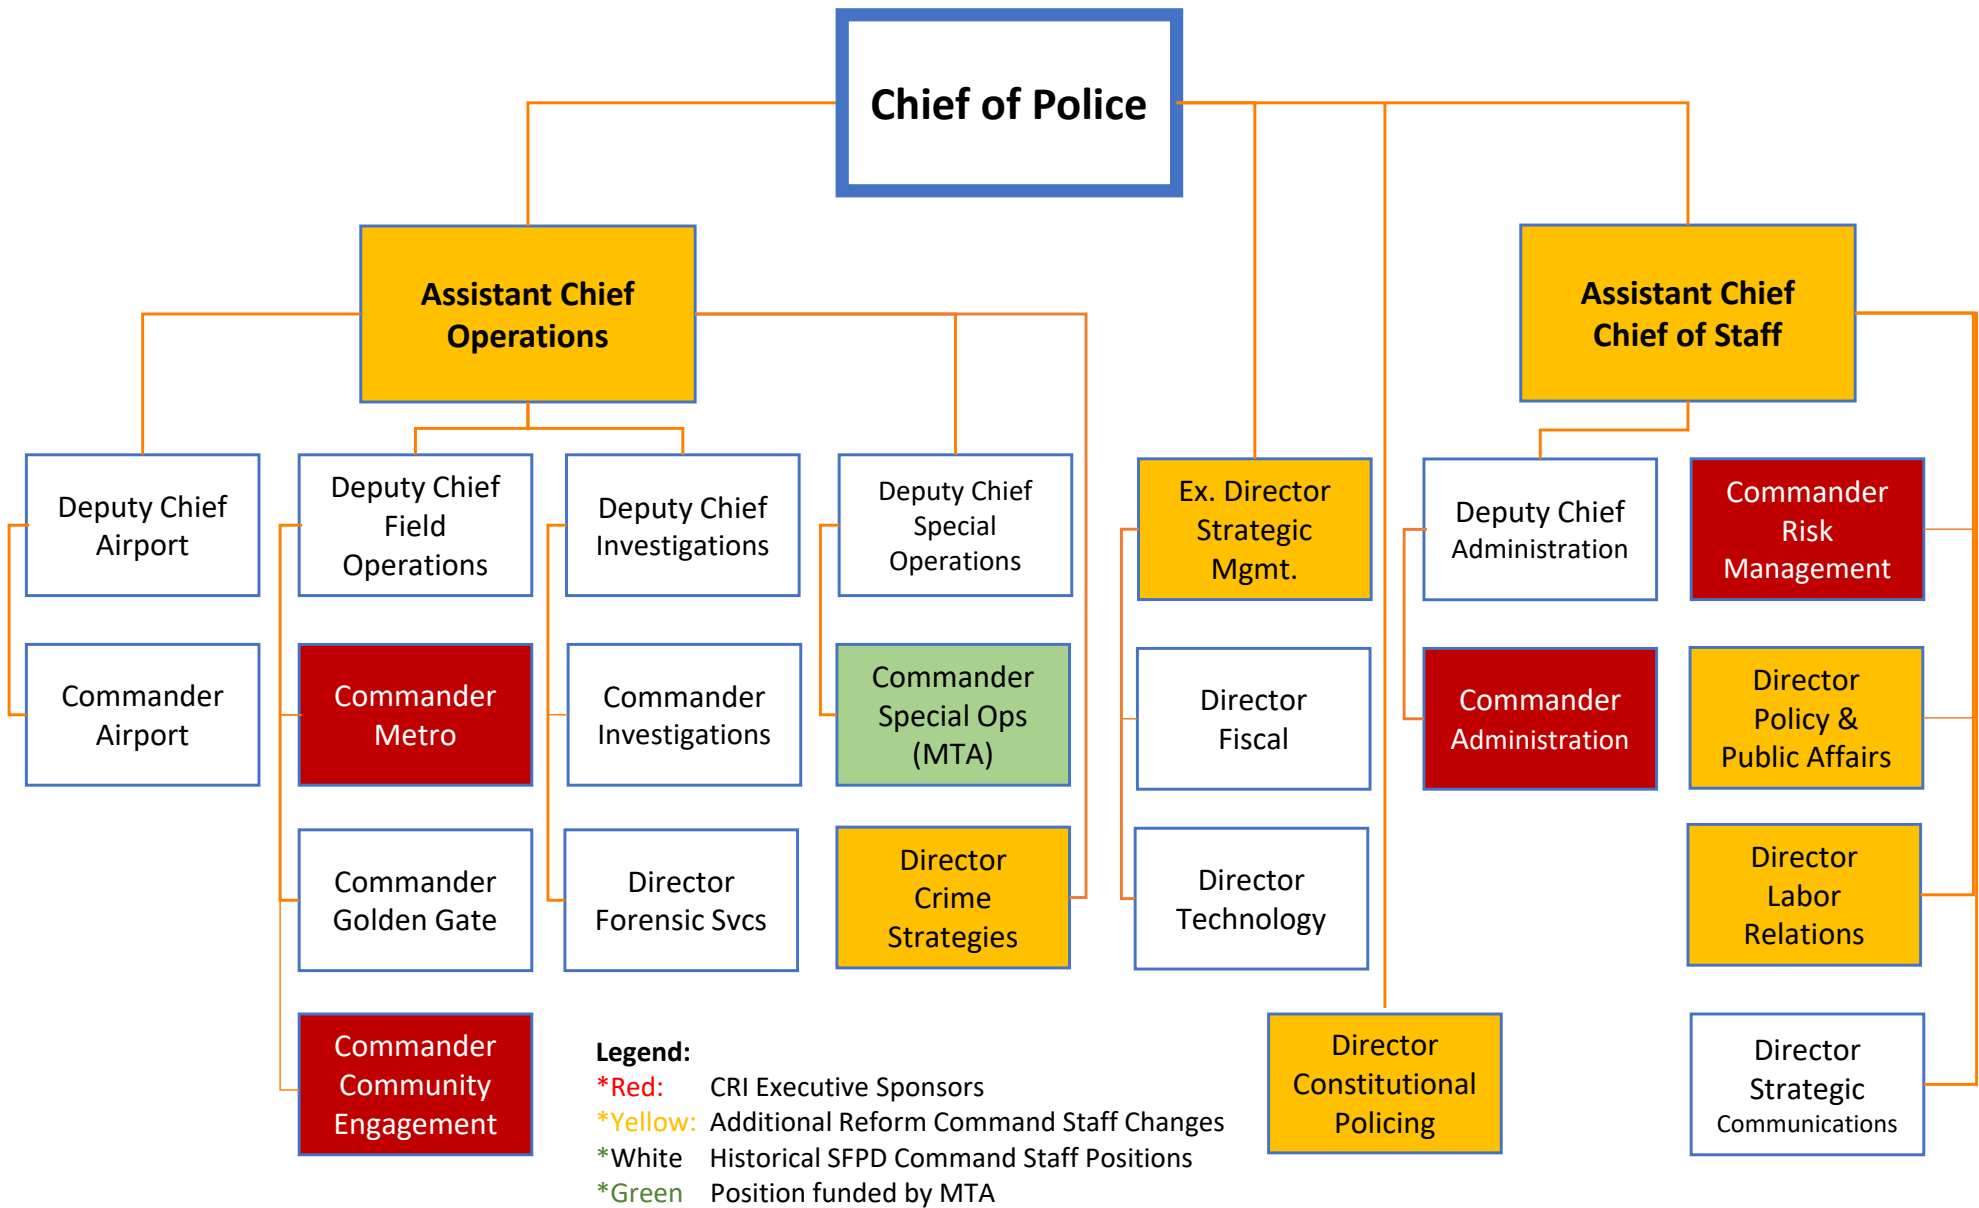 Chief of Police
Assistant Chief
Operations
Assistant Chief
Chief of Staff
Deputy Chief
Airport
Deputy Chief
Field
Operations
Deputy Chief
Investigations
Deputy Chief
Special
Operations
Ex. Director
Strategic
Mgmt.
Deputy Chief
Administration
Commander
Risk
Management
Commander
Airport
Commander
Metro
Commander
Investigations
Commander
Special Ops
(MTA)
Director
Fiscal
Commander
Administration
Director
Policy &
Public Affairs
Commander
Golden Gate
Director
Forensic Svcs
Director
Crime
Strategies
Director
Technology
Director
Labor
Relations
Commander
Community
Engagement
Director
Constitutional
Policing
Director
Strategic
Communications
Legend:
*Red: CRI Executive Sponsors
*Yellow: Additional Reform Command Staff Changes
*White Historical SFPD Command Staff Positions
*Green Position funded by MTA